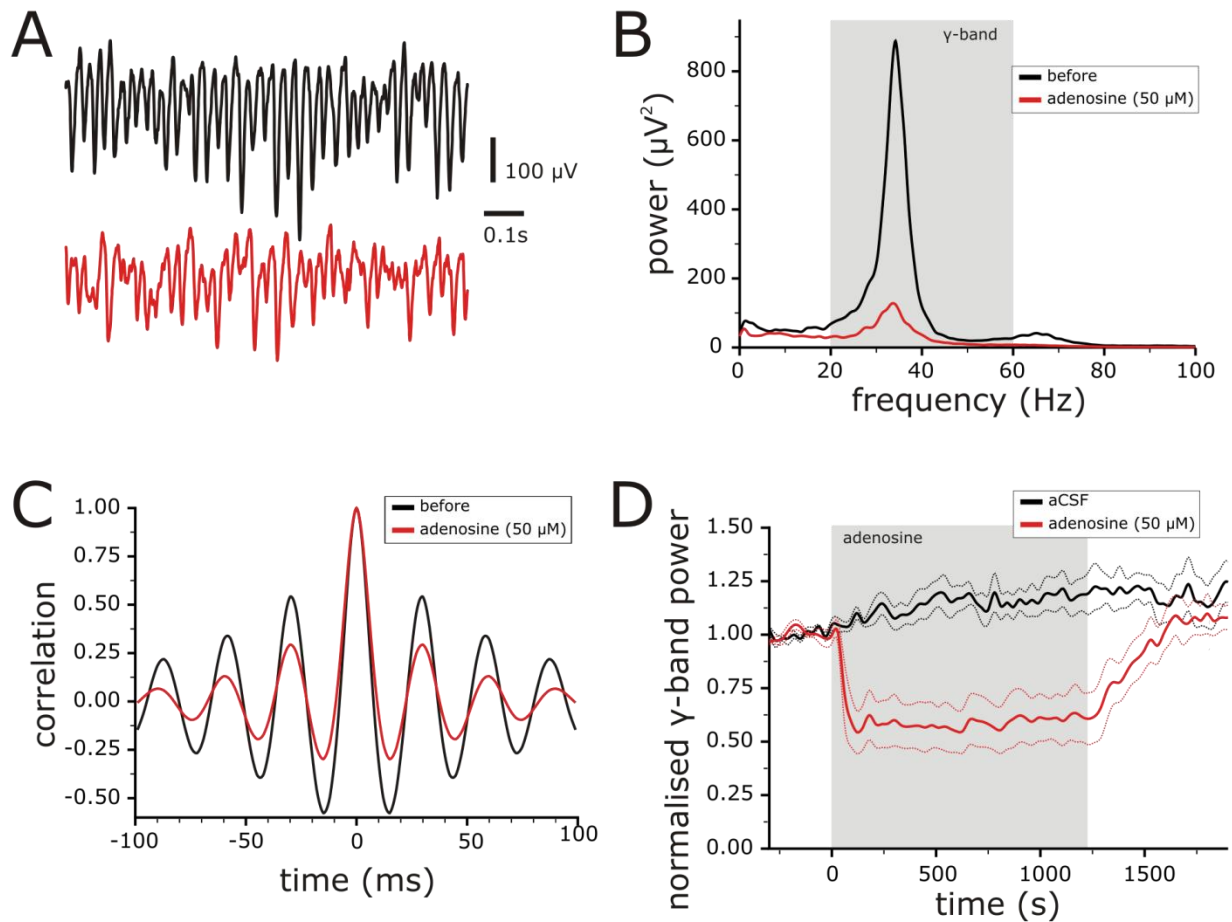 A
100 µV
0.1s
B
γ-band
before
adenosine (50 µM)
power (µV²)
800
600
400
200
0
0 20 40 60 80 100
frequency (Hz)
C
before
adenosine (50 µM)
correlation
1.00
0.75
0.50
0.25
0.00
-0.25
-0.50
-100 -50 0 50 100
time (ms)
D
aCSF
adenosine (50 µM)
adenosine
normalised γ-band power
1.50
1.25
1.00
0.75
0.50
0.25
0.00
0 500 1000 1500
time (s)